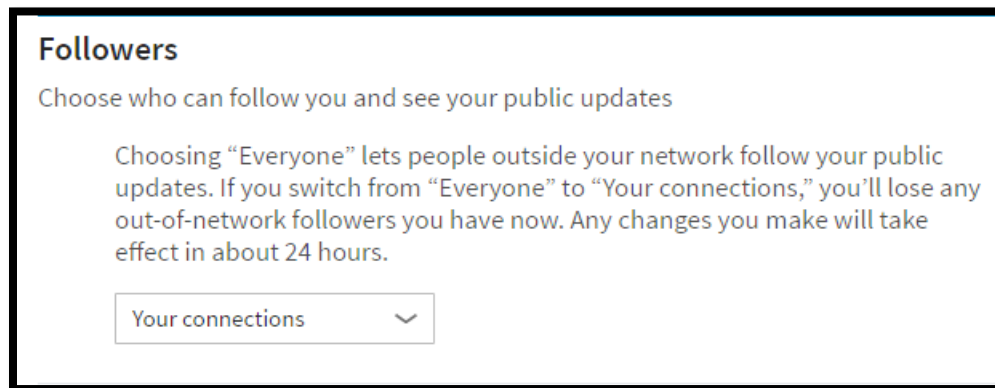 Followers
Choose who can follow you and see your public updates
Choosing “Everyone” lets people outside your network follow your public
updates. If you switch from “Everyone” to “Your connections,” you’ll lose any
out-of-network followers you have now. Any changes you make will take
effect in about 24 hours.
Your connections